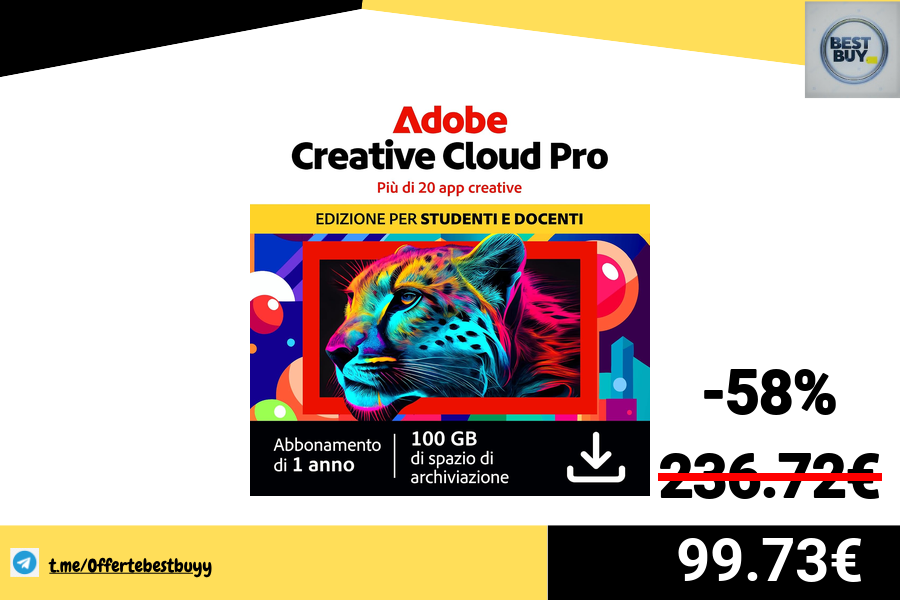 BEST
BUY
Adobe
Creative Cloud Pro
Più di 20 app creative
EDIZIONE PER STUDENTI E DOCENTI
Abbonamento
di 1 anno
100 GB
di spazio di
archiviazione
-58%
236.72€
99.73€
t.me/Offertebestbuyy